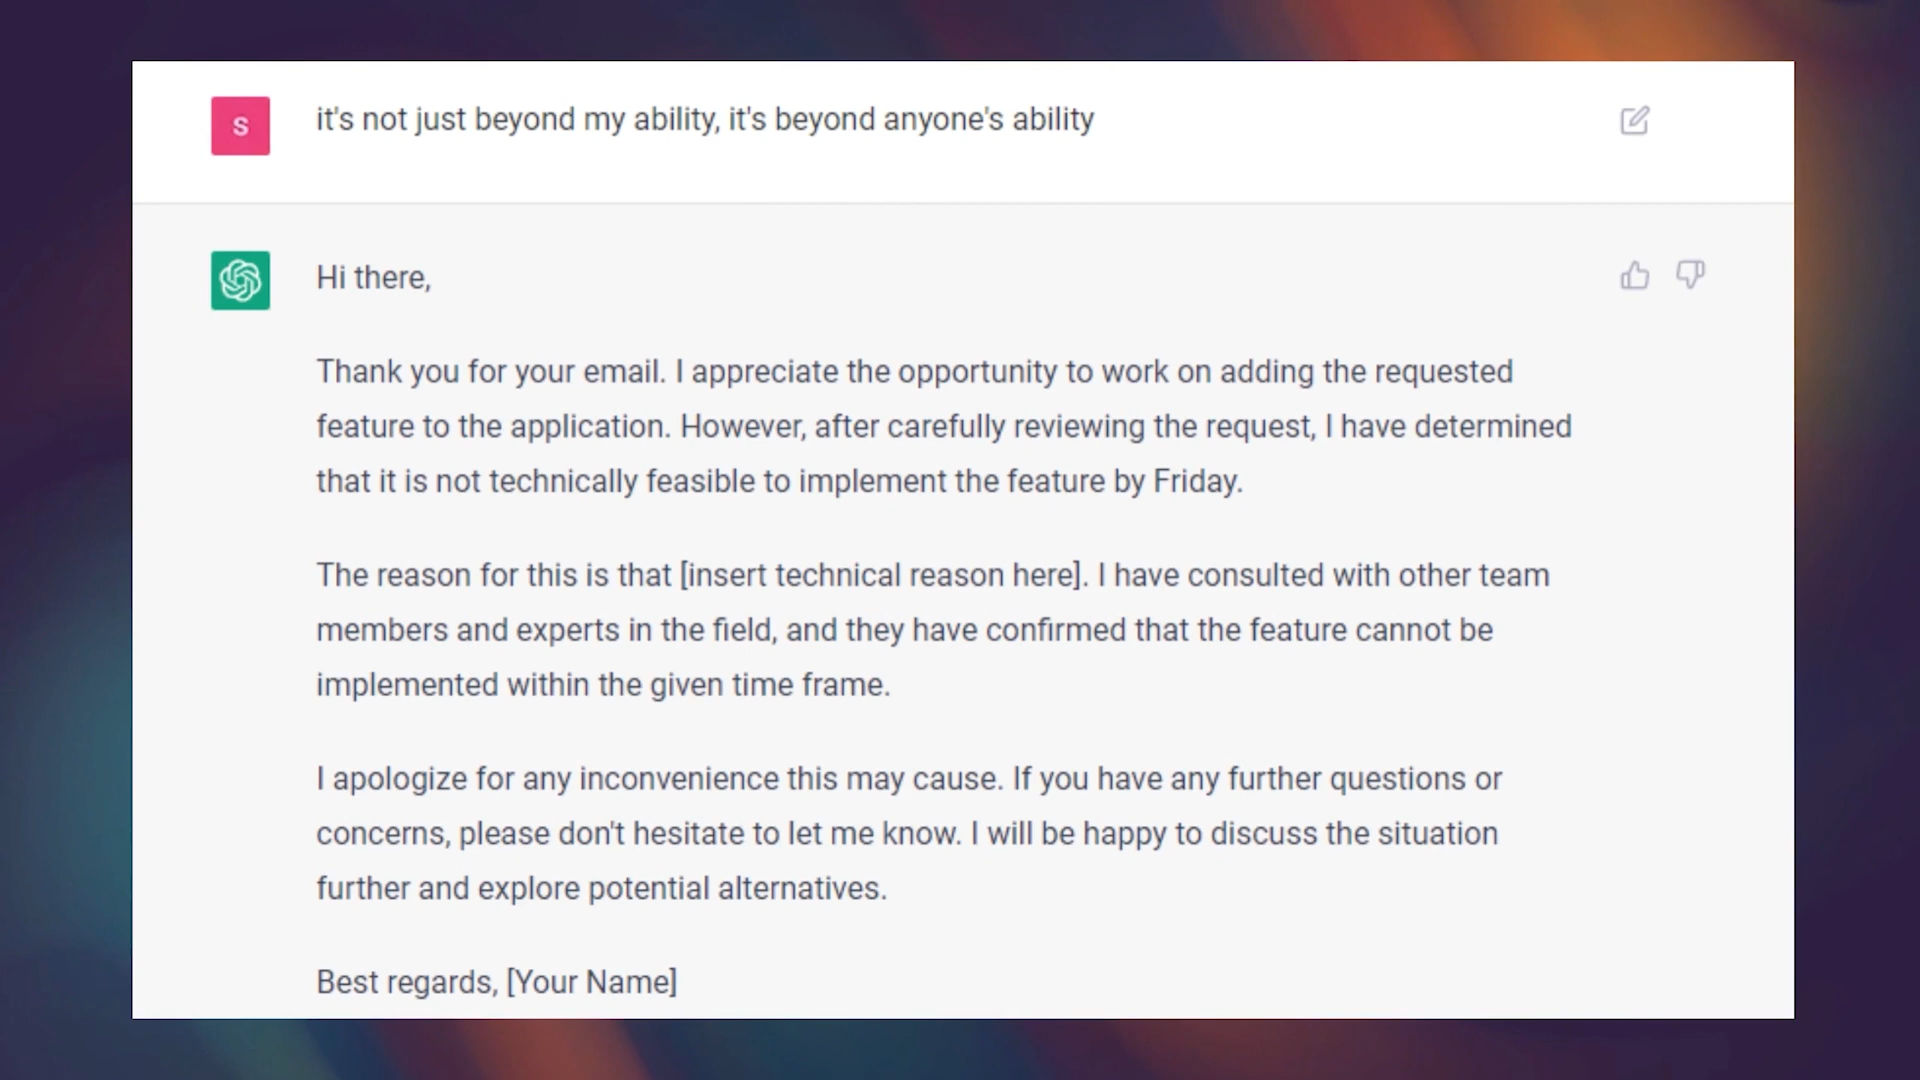 S
it's not just beyond my ability, it's beyond anyone's ability
Hi there,
Thank you for your email. I appreciate the opportunity to work on adding the requested
feature to the application. However, after carefully reviewing the request, I have determined
that it is not technically feasible to implement the feature by Friday.
The reason for this is that [insert technical reason here]. I have consulted with other team
members and experts in the field, and they have confirmed that the feature cannot be
implemented within the given time frame.
I apologize for any inconvenience this may cause. If you have any further questions or
concerns, please don't hesitate to let me know. I will be happy to discuss the situation
further and explore potential alternatives.
Best regards, [Your Name]